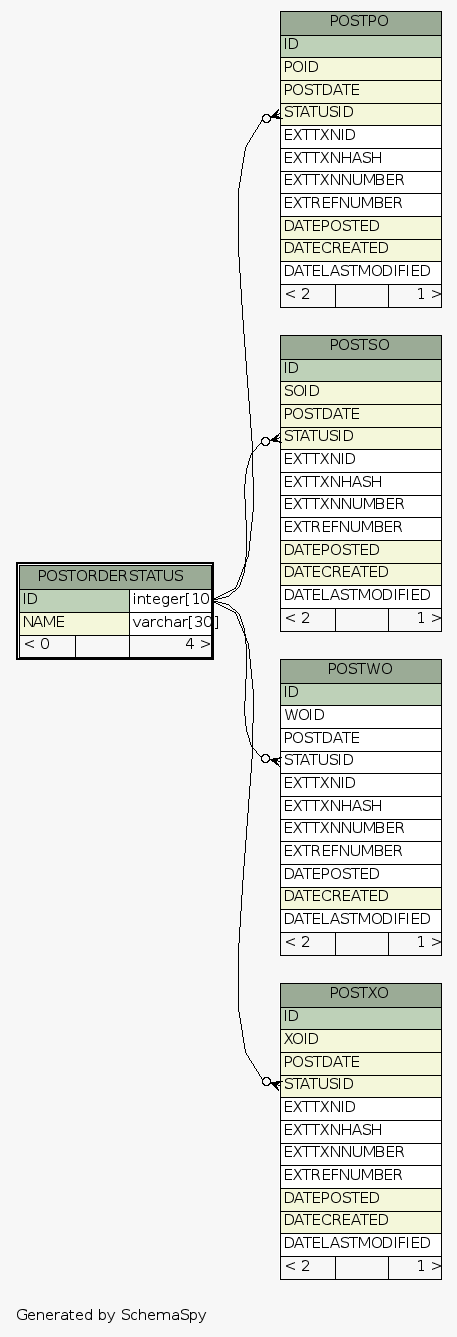 POSTPO
ID
POID
POSTDATE
STATUSID
EXTTXNID
EXTTXNHASH
EXTTXNNUMBER
EXTREFNUMBER
DATEPOSTED
DATECREATED
DATELASTMODIFIED
< 2 1 >
POSTSO
ID
SOID
POSTDATE
STATUSID
EXTTXNID
EXTTXNHASH
EXTTXNNUMBER
EXTREFNUMBER
DATEPOSTED
DATECREATED
DATELASTMODIFIED
< 2 1 >
POSTORDERSTATUS
ID integer[10]
NAME varchar[30]
< 0 4 >
POSTWO
ID
WOID
POSTDATE
STATUSID
EXTTXNID
EXTTXNHASH
EXTTXNNUMBER
EXTREFNUMBER
DATEPOSTED
DATECREATED
DATELASTMODIFIED
< 2 1 >
POSTXO
ID
XOID
POSTDATE
STATUSID
EXTTXNID
EXTTXNHASH
EXTTXNNUMBER
EXTREFNUMBER
DATEPOSTED
DATECREATED
DATELASTMODIFIED
< 2 1 >
Generated by SchemaSpy